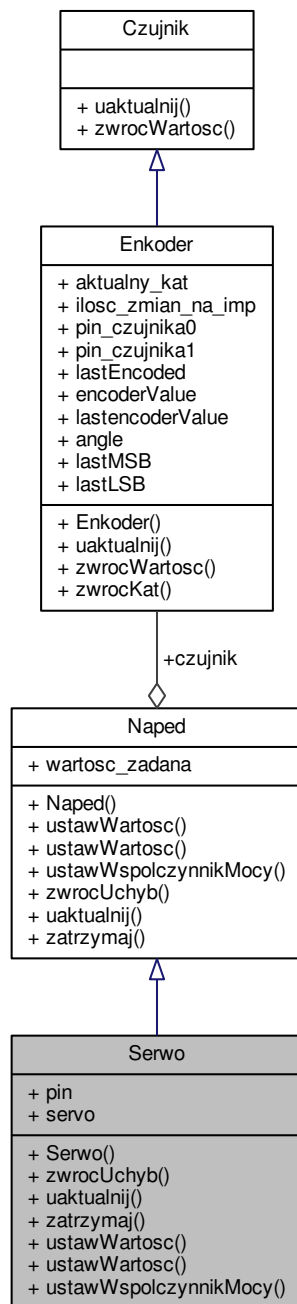 Czujnik
+ uaktualnij()
+ zwrocWartosc()
Enkoder
+ aktualny_kat
+ ilosc_zmian_na_imp
+ pin_czujnika0
+ pin_czujnika1
+ lastEncoded
+ encoderValue
+ lastencoderValue
+ angle
+ lastMSB
+ lastLSB
+ Enkoder()
+ uaktualnij()
+ zwrocWartosc()
+ zwrocKat()
+czujnik
Naped
+ wartosc_zadana
+ Naped()
+ ustawWartosc()
+ ustawWartosc()
+ ustawWspolczynnikMocy()
+ zwrocUchyb()
+ uaktualnij()
+ zatrzymaj()
Serwo
+ pin
+ servo
+ Serwo()
+ zwrocUchyb()
+ uaktualnij()
+ zatrzymaj()
+ ustawWartosc()
+ ustawWartosc()
+ ustawWspolczynnikMocy()